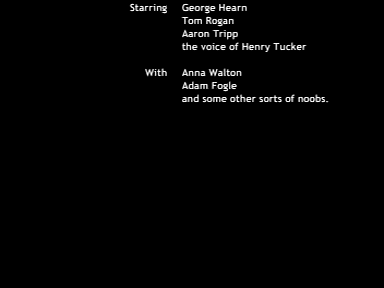 Starring George Hearn
Tom Rogan
Aaron Tripp
the voice of Henry Tucker
With Anna Walton
Adam Fogle
and some other sorts of noobs.